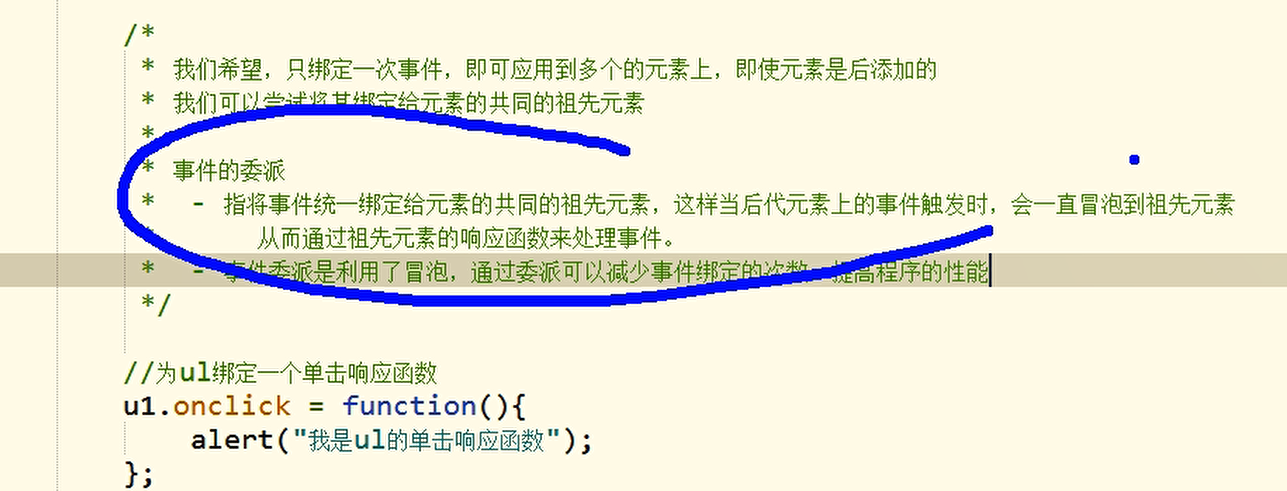 /*
* 我们希望，只绑定一次事件，即可应用到多个的元素上，即使元素是后添加的
* 我们可以尝试将其绑定给元素的共同的祖先元素
*
* 事件的委派
* - 指将事件统一绑定给元素的共同的祖先元素，这样当后代元素上的事件触发时，会一直冒泡到祖先元素
* 从而通过祖先元素的响应函数来处理事件。
* - 事件委派是利用了冒泡，通过委派可以减少事件绑定的次数，提高程序的性能
*/
//为ul绑定一个单击响应函数
u1.onclick = function(){
alert("我是ul的单击响应函数");
};